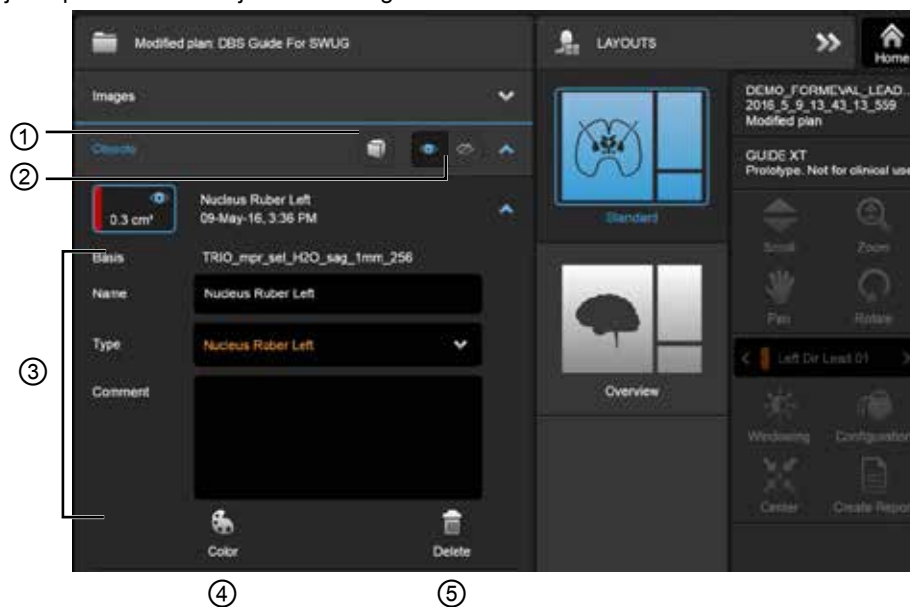 Modified plan: DBS Guide For SWUG
LAYOUTS
Home
Images
DEMO_FORMEVAL_LEAD...
2016_5_9_13_43_13_559
Modified plan
①
Objects
②
GUIDE XT
Prototype. Not for clinical use
0.3 cm³
Nucleus Ruber Left
09-May-16, 3:36 PM
Standard
Scroll
Zoom
Basis
TRIO_mpr_sel_H2O_sag_1mm_256
Name
Nucleus Ruber Left
Pan
Rotate
Type
Nucleus Ruber Left
③
Left Dir Lead 01
Comment
Overview
Windowing
Configuration
Center
Create Report
Color
Delete
④
⑤